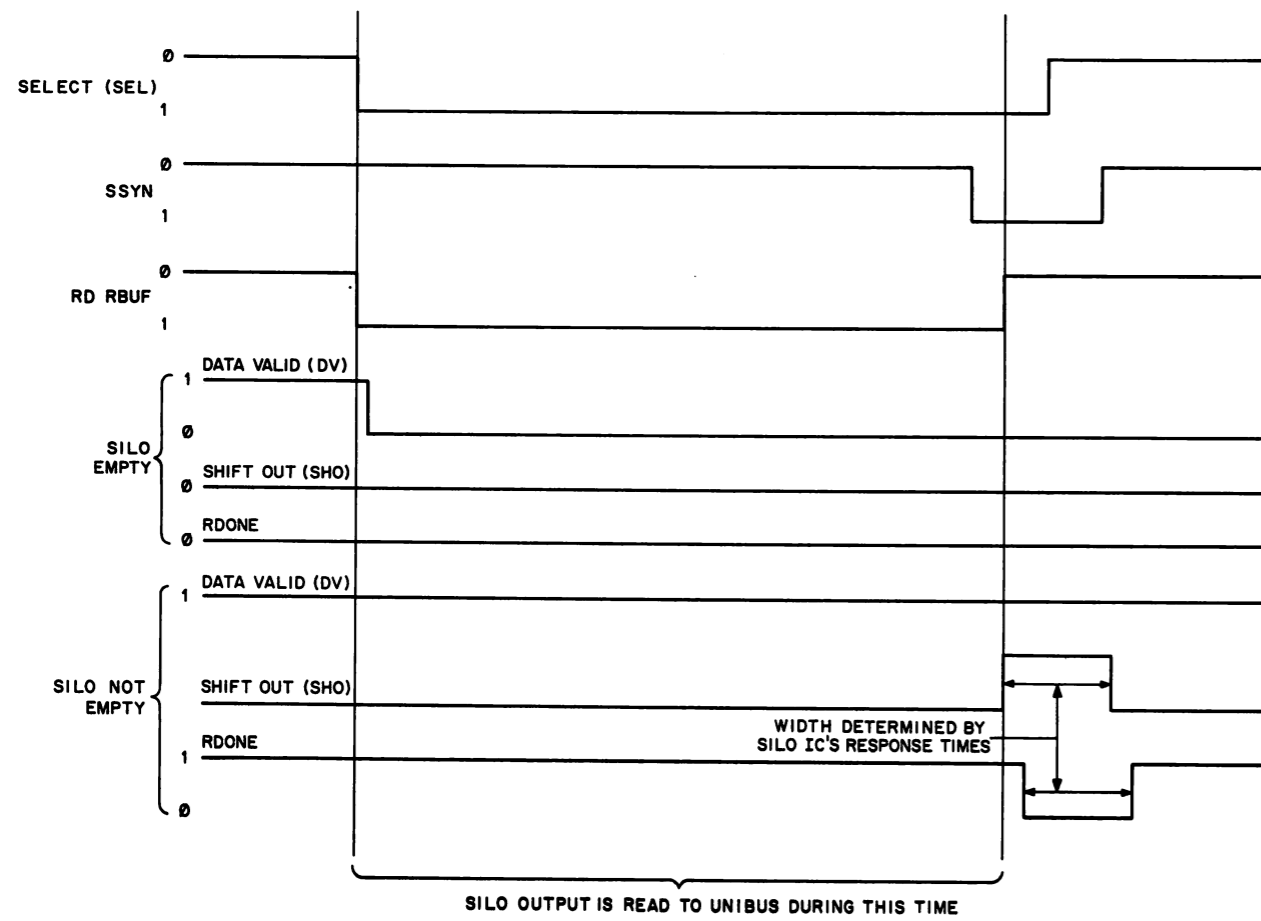 Ø
SELECT (SEL)
1
Ø
SSYN
1
Ø
RD RBUF
1
DATA VALID (DV)
1
Ø
SILO
EMPTY
SHIFT OUT (SHO)
Ø
RDONE
Ø
DATA VALID (DV)
1
SILO NOT
EMPTY
SHIFT OUT (SHO)
WIDTH DETERMINED BY
SILO IC'S RESPONSE TIMES
RDONE
1
Ø
SILO OUTPUT IS READ TO UNIBUS DURING THIS TIME